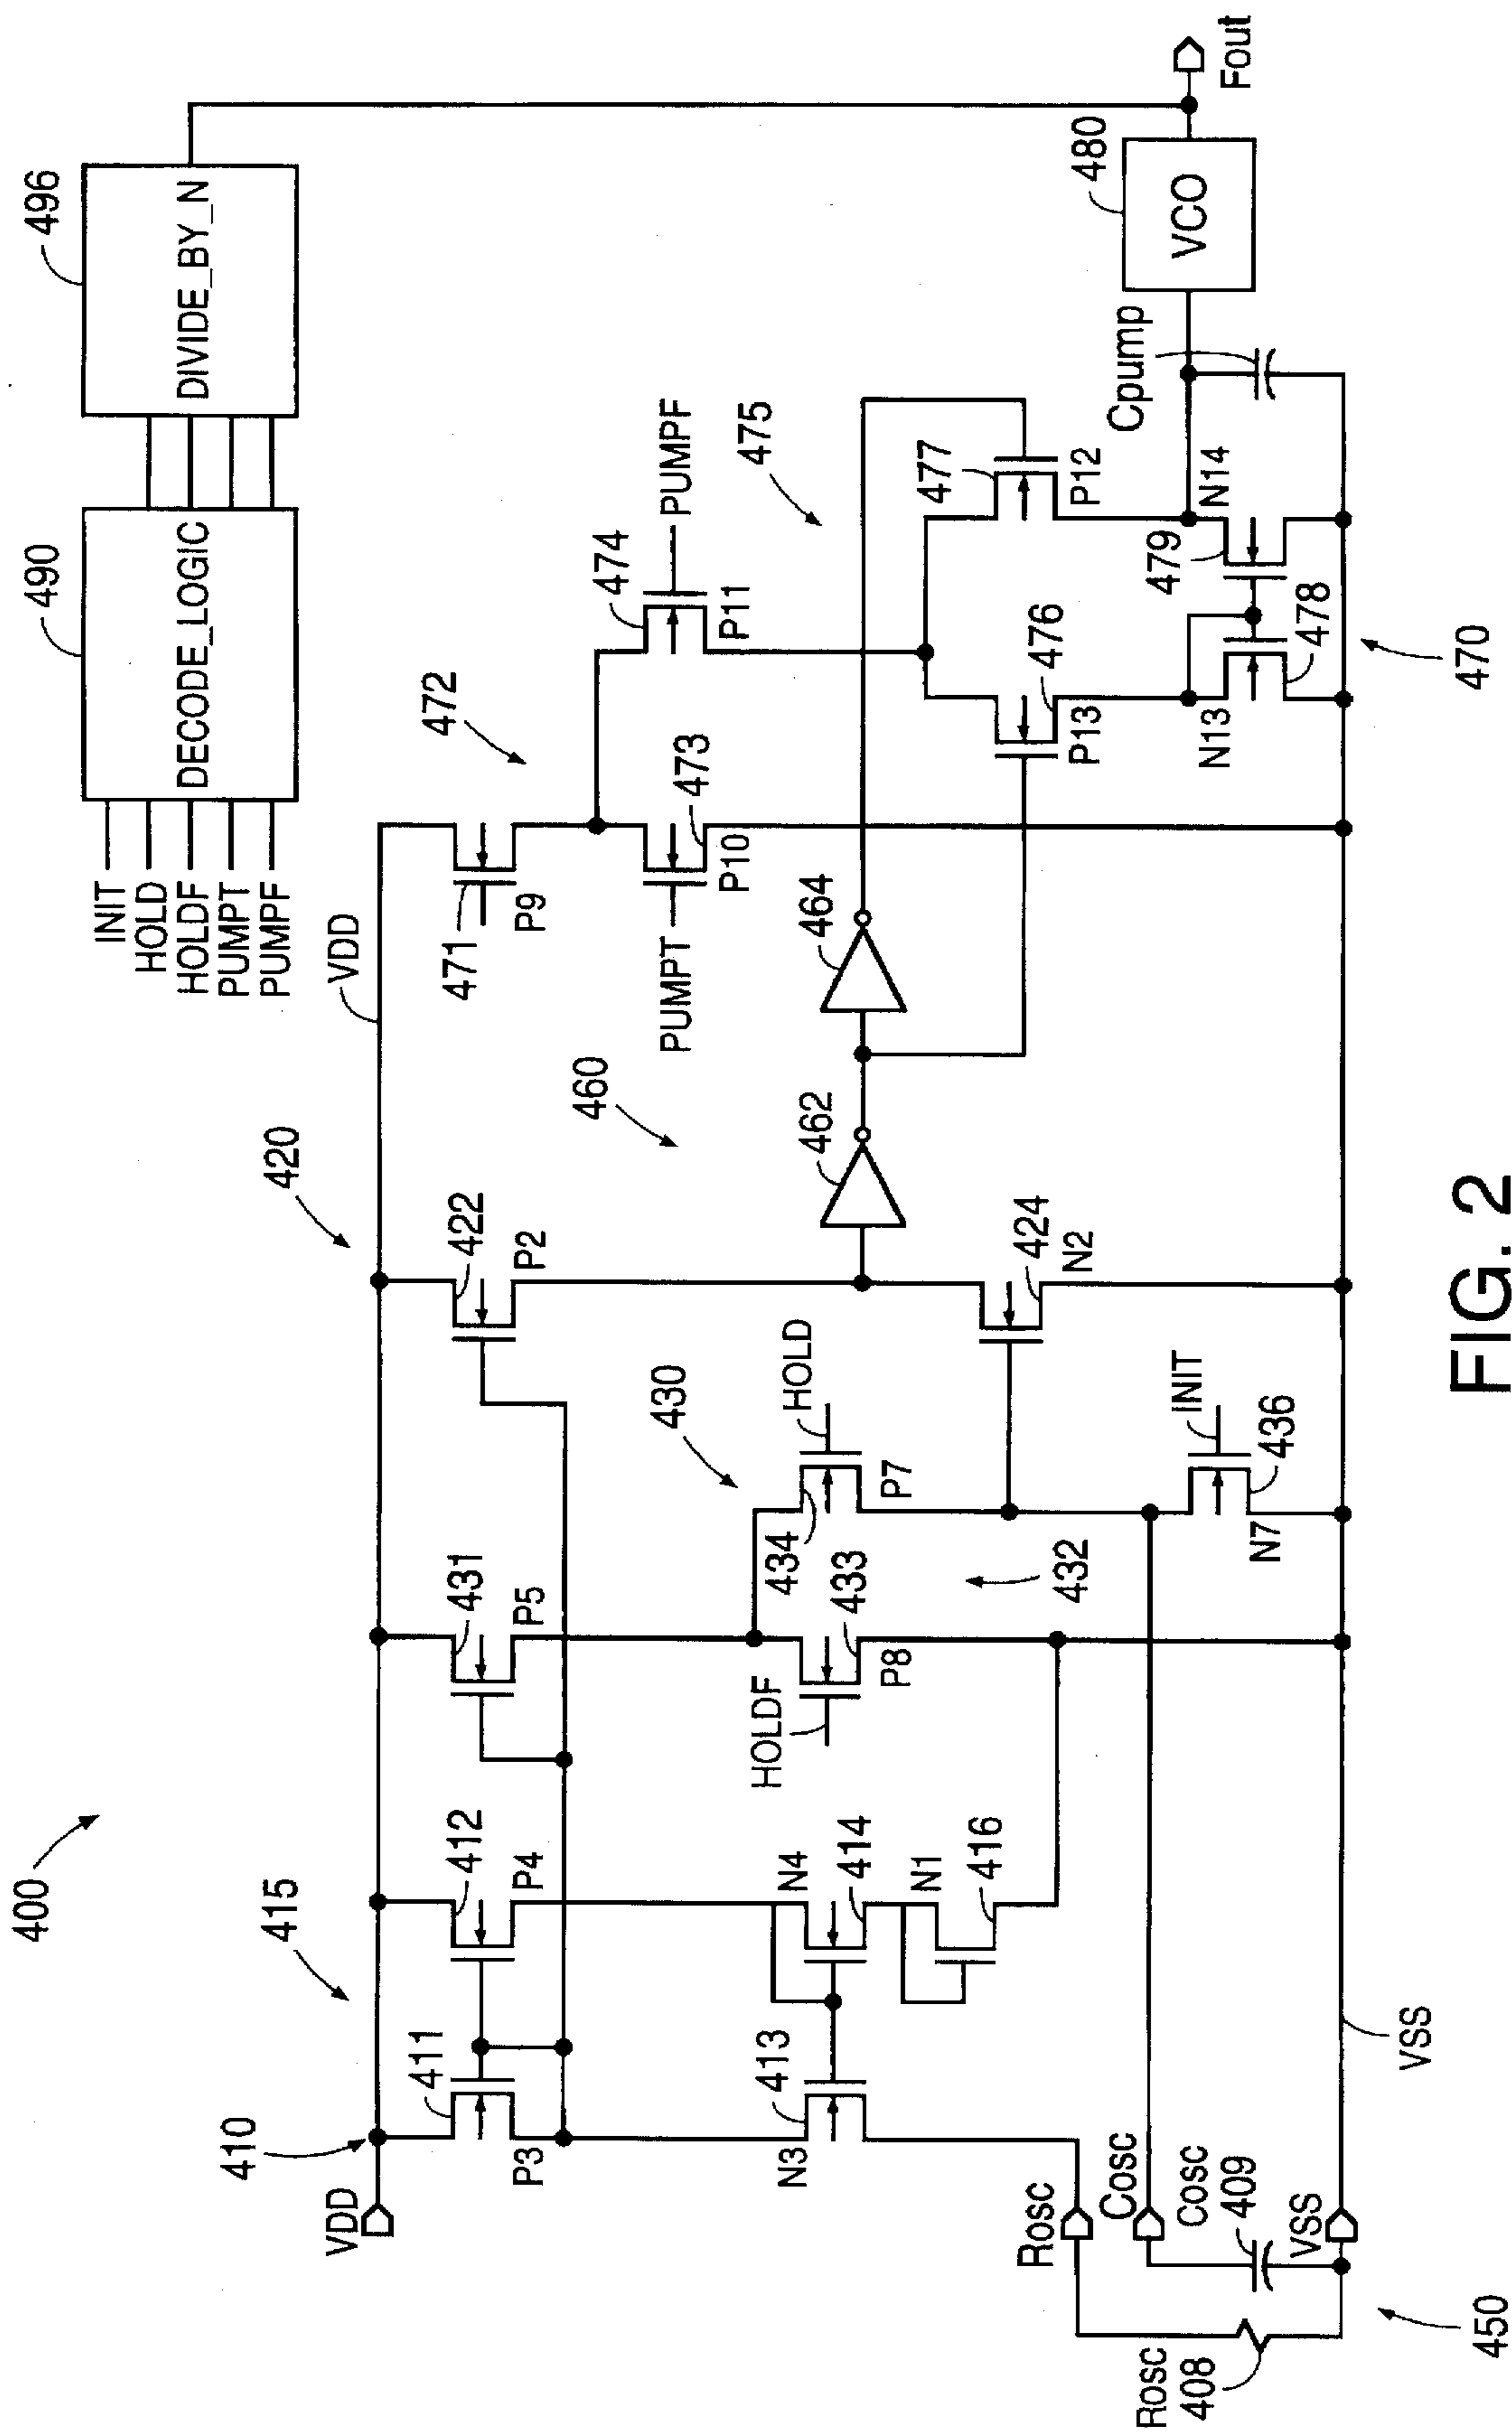 400
415
410
VDD
411
P3
412
P4
413
N3
N4
414
N1
416
Rosc
Cosc
Cosc
409
VSS
Rosc
408
450
VSS
420
431
P5
422
P2
430
HOLDF
433
P8
434
P7
HOLD
432
424
N2
INIT
436
N7
460
462
464
VDD
471
P9
472
PUMPT
473
P10
474
P11
PUMPF
475
476
P13
477
P12
N13
478
479
N14
470
Cpump
480
VCO
Fout
INIT
HOLD
HOLDF
PUMPT
PUMPF
490
DECODE_LOGIC
496
DIVIDE_BY_N
FIG. 2